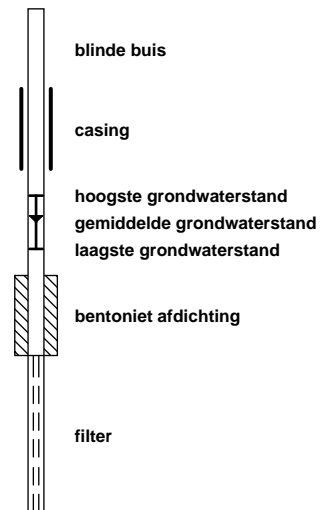 blinde buis
casing
hoogste grondwaterstand
gemiddelde grondwaterstand
laagste grondwaterstand
bentoniet afdichting
filter